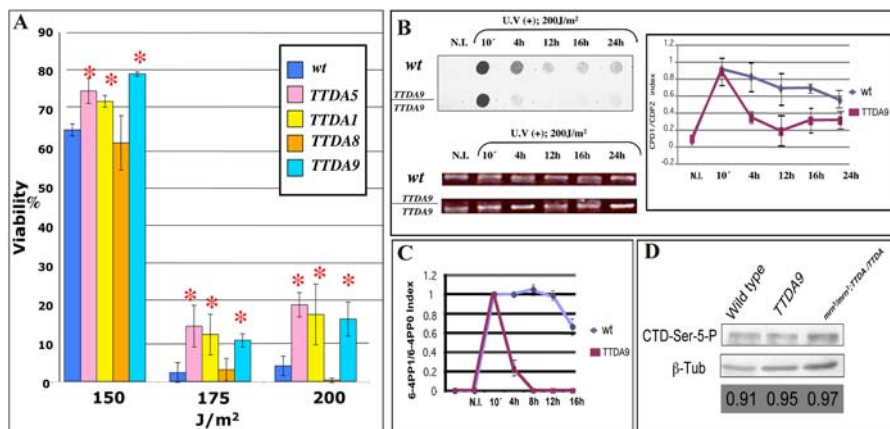 A
90
80
70
60
50
40
30
20
10
0
Viability
%
150
175
200
J/m²
wt
TTDA5
TTDA1
TTDA8
TTDA9
B
U.V (+); 200J/m²
N.I. 10´ 4h 12h 16h 24h
wt
TTDA9
TTDA9
U.V (+); 200J/m²
N.I. 10´ 4h 12h 16h 24h
wt
TTDA9
TTDA9
CPD1/CDP2 index
1.2
1
0.8
0.6
0.4
0.2
0
-0.2
N.I. 10´ 4h 12h 16h 24h
wt
TTDA9
C
6-4PP1/6-4PP0 Index
1.2
1
0.8
0.6
0.4
0.2
0
N.I. 10´ 4h 8h 12h 16h
wt
TTDA9
D
Wild type
TTDA9
CTD-Ser-5-P
β-Tub
0.91 0.95 0.97